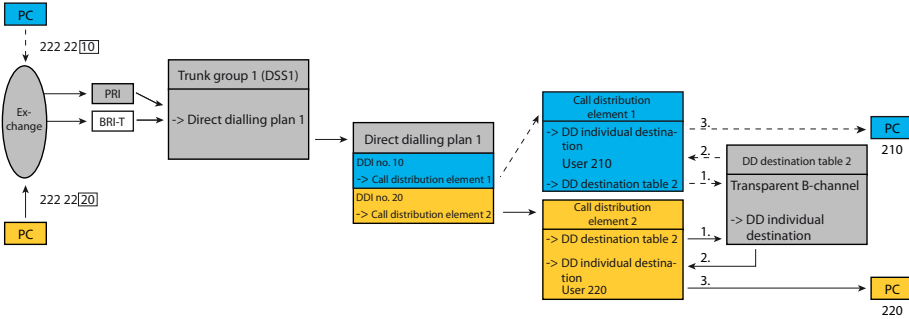 PC
222 22 10
Ex-
change
222 22 20
PC
PRI
BRI-T
Trunk group 1 (DSS1)
-> Direct dialling plan 1
Direct dialling plan 1
DDI no. 10
-> Call distribution element 1
DDI no. 20
-> Call distribution element 2
Call distribution
element 1
-> DD individual destina-
tion
User 210
-> DD destination table 2
Call distribution
element 2
-> DD destination table 2
-> DD individual destina-
tion
User 220
3.
2.
1.
1.
2.
3.
DD destination table 2
Transparent B-channel
-> DD individual
destination
PC
210
PC
220